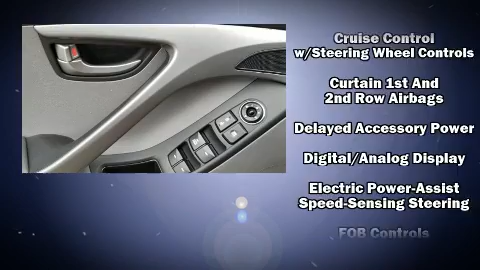 Cruise Control
w/Steering Wheel Controls
Curtain 1st And
2nd Row Airbags
Delayed Accessory Power
Digital/Analog Display
Electric Power-Assist
Speed-Sensing Steering
FOB Controls